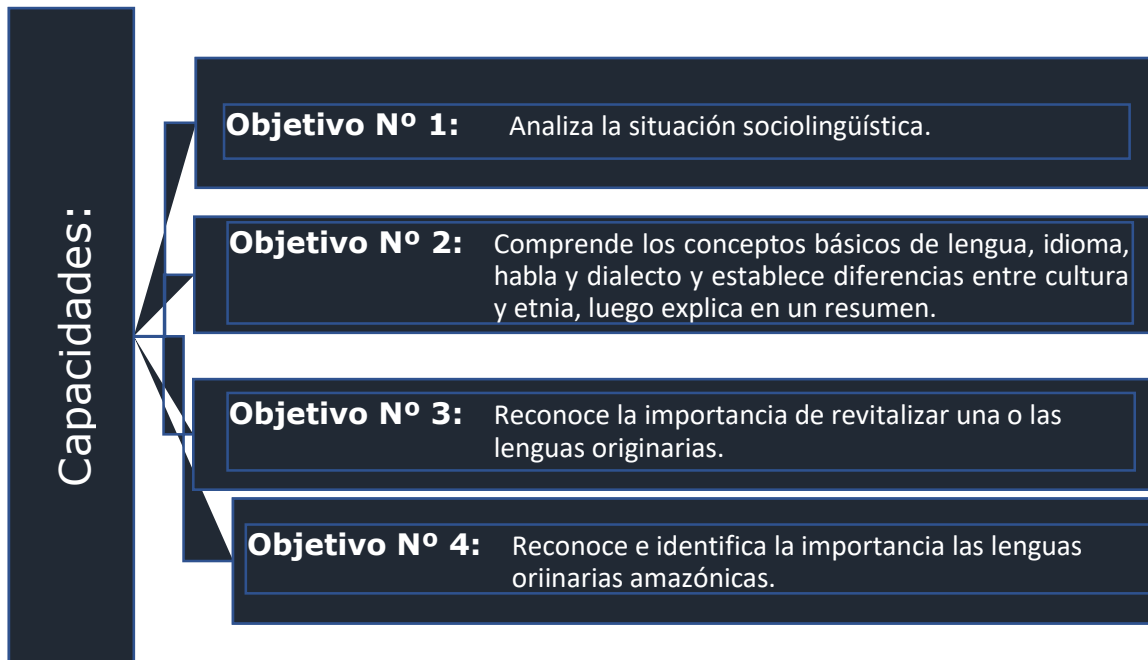 Capacidades:
Objetivo Nº 1: Analiza la situación sociolingüística.
Objetivo Nº 2: Comprende los conceptos básicos de lengua, idioma,
habla y dialecto y establece diferencias entre cultura
y etnia, luego explica en un resumen.
Objetivo Nº 3: Reconoce la importancia de revitalizar una o las
lenguas originarias.
Objetivo Nº 4: Reconoce e identifica la importancia las lenguas
oriinarias amazónicas.